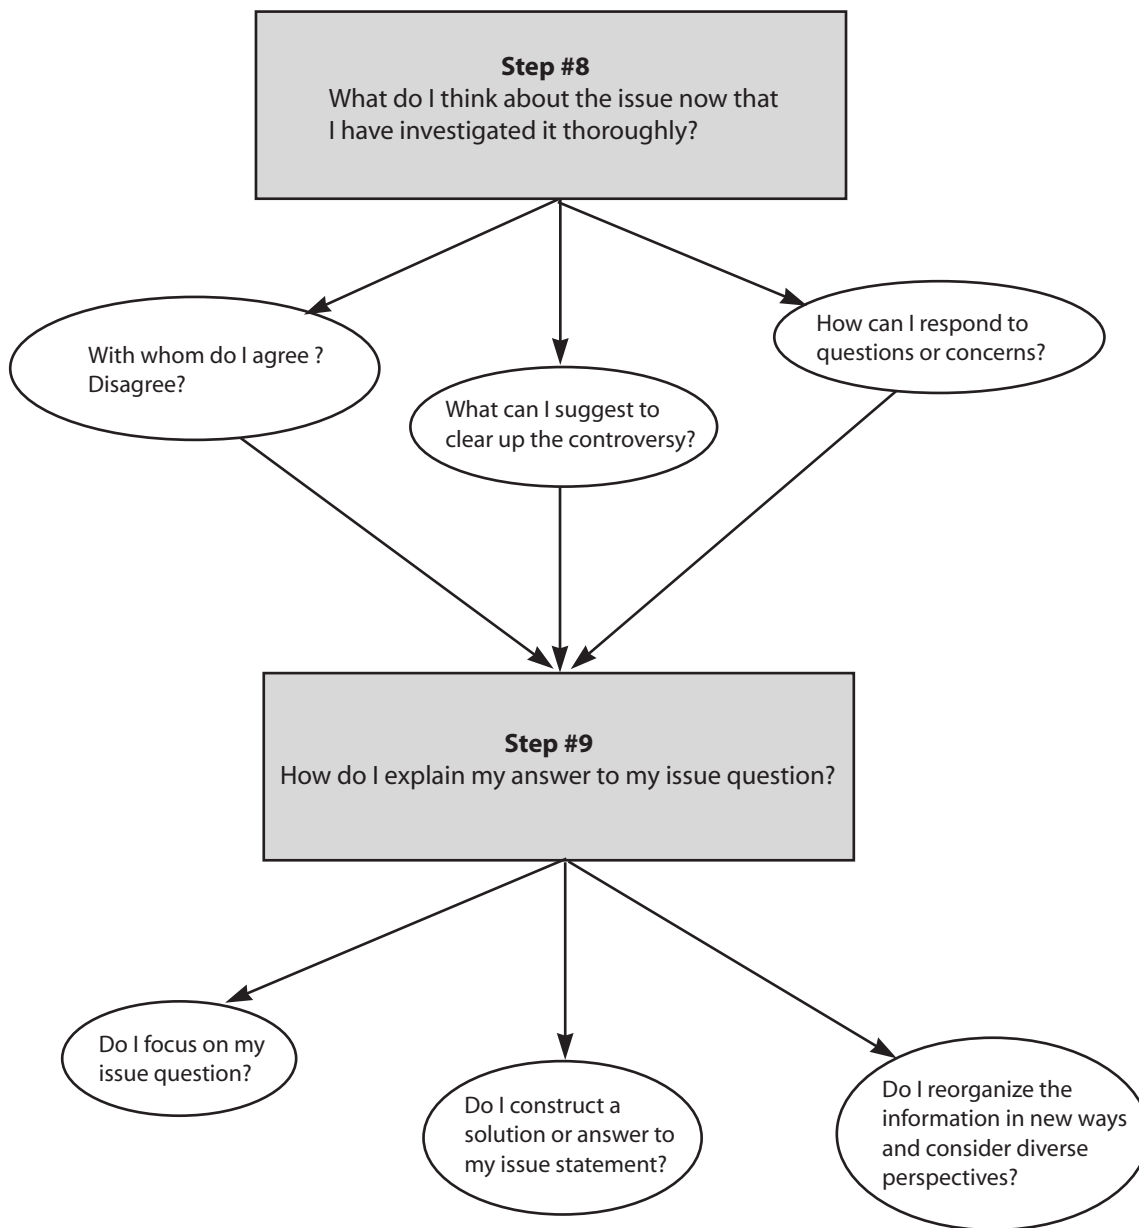 Step #8
What do I think about the issue now that
I have investigated it thoroughly?
With whom do I agree ?
Disagree?
What can I suggest to
clear up the controversy?
How can I respond to
questions or concerns?
Step #9
How do I explain my answer to my issue question?
Do I focus on my
issue question?
Do I construct a
solution or answer to
my issue statement?
Do I reorganize the
information in new ways
and consider diverse
perspectives?